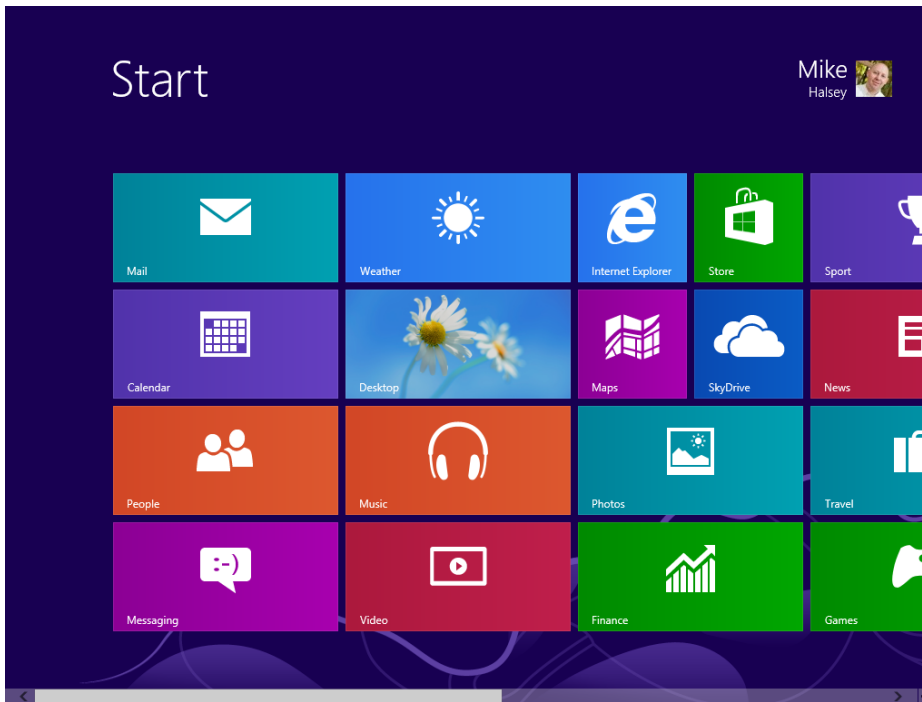 Start
Mike
Halsey
Mail
Weather
Internet Explorer
Store
Sport
Calendar
Desktop
Maps
SkyDrive
News
People
Music
Photos
Travel
:-)
Messaging
Video
Finance
Games